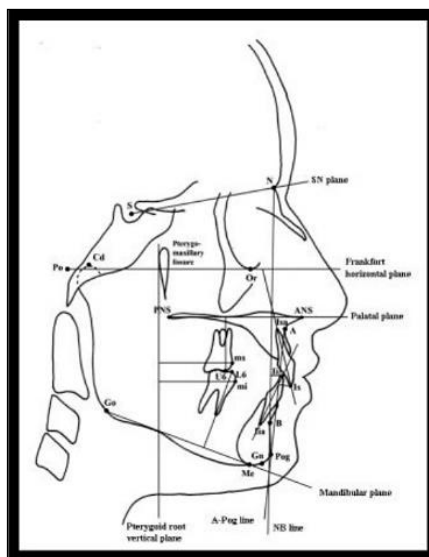 N
SN plane
S
Pterygo-
maxillary
fissure
Cd
Po
Or
Frankfort
horizontal plane
PNS
ANS
Palatal plane
Isa
A
ms
U6
L6
mi
Is
Go
Iia
B
Gn
Pog
Me
Mandibular plane
Pterygoid root
vertical plane
A-Pog line
NB line